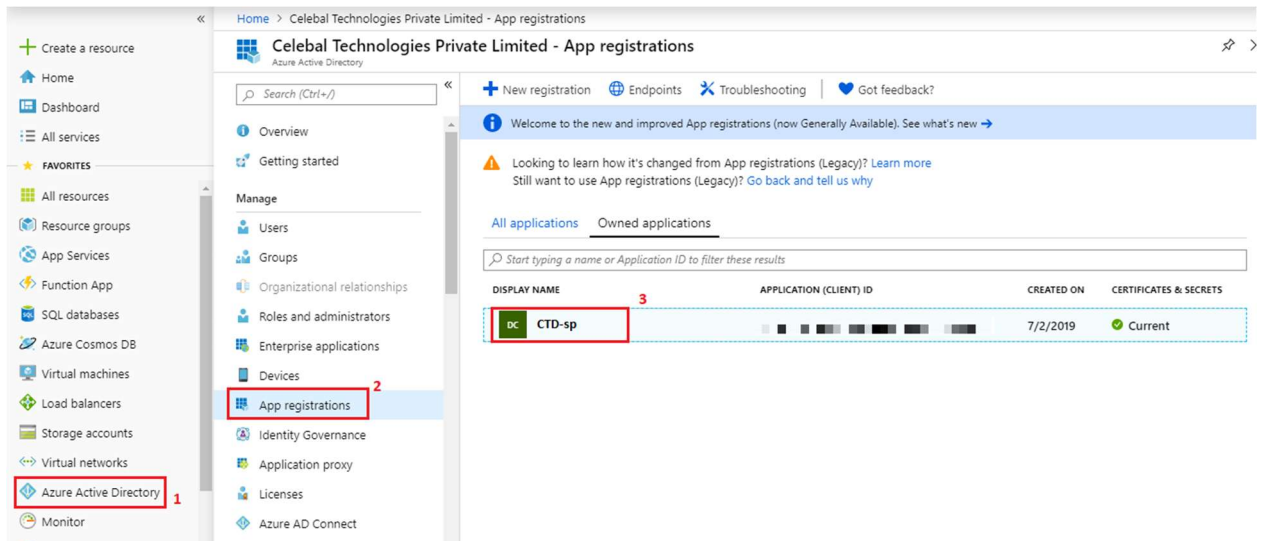 «
Create a resource
Home
Dashboard
All services
FAVORITES
All resources
Resource groups
App Services
Function App
SQL databases
Azure Cosmos DB
Virtual machines
Load balancers
Storage accounts
Virtual networks
Azure Active Directory 1
Monitor
Home > Celebal Technologies Private Limited - App registrations
Celebal Technologies Private Limited - App registrations
Azure Active Directory
Search (Ctrl+/) «
Overview
Getting started
Manage
Users
Groups
Organizational relationships
Roles and administrators
Enterprise applications
Devices
App registrations 2
Identity Governance
Application proxy
Licenses
Azure AD Connect
New registration Endpoints Troubleshooting Got feedback?
Welcome to the new and improved App registrations (now Generally Available). See what's new →
Looking to learn how it's changed from App registrations (Legacy)? Learn more
Still want to use App registrations (Legacy)? Go back and tell us why
All applications Owned applications
Start typing a name or Application ID to filter these results
DISPLAY NAME APPLICATION (CLIENT) ID CREATED ON CERTIFICATES & SECRETS
3
DC CTD-sp 7/2/2019 Current